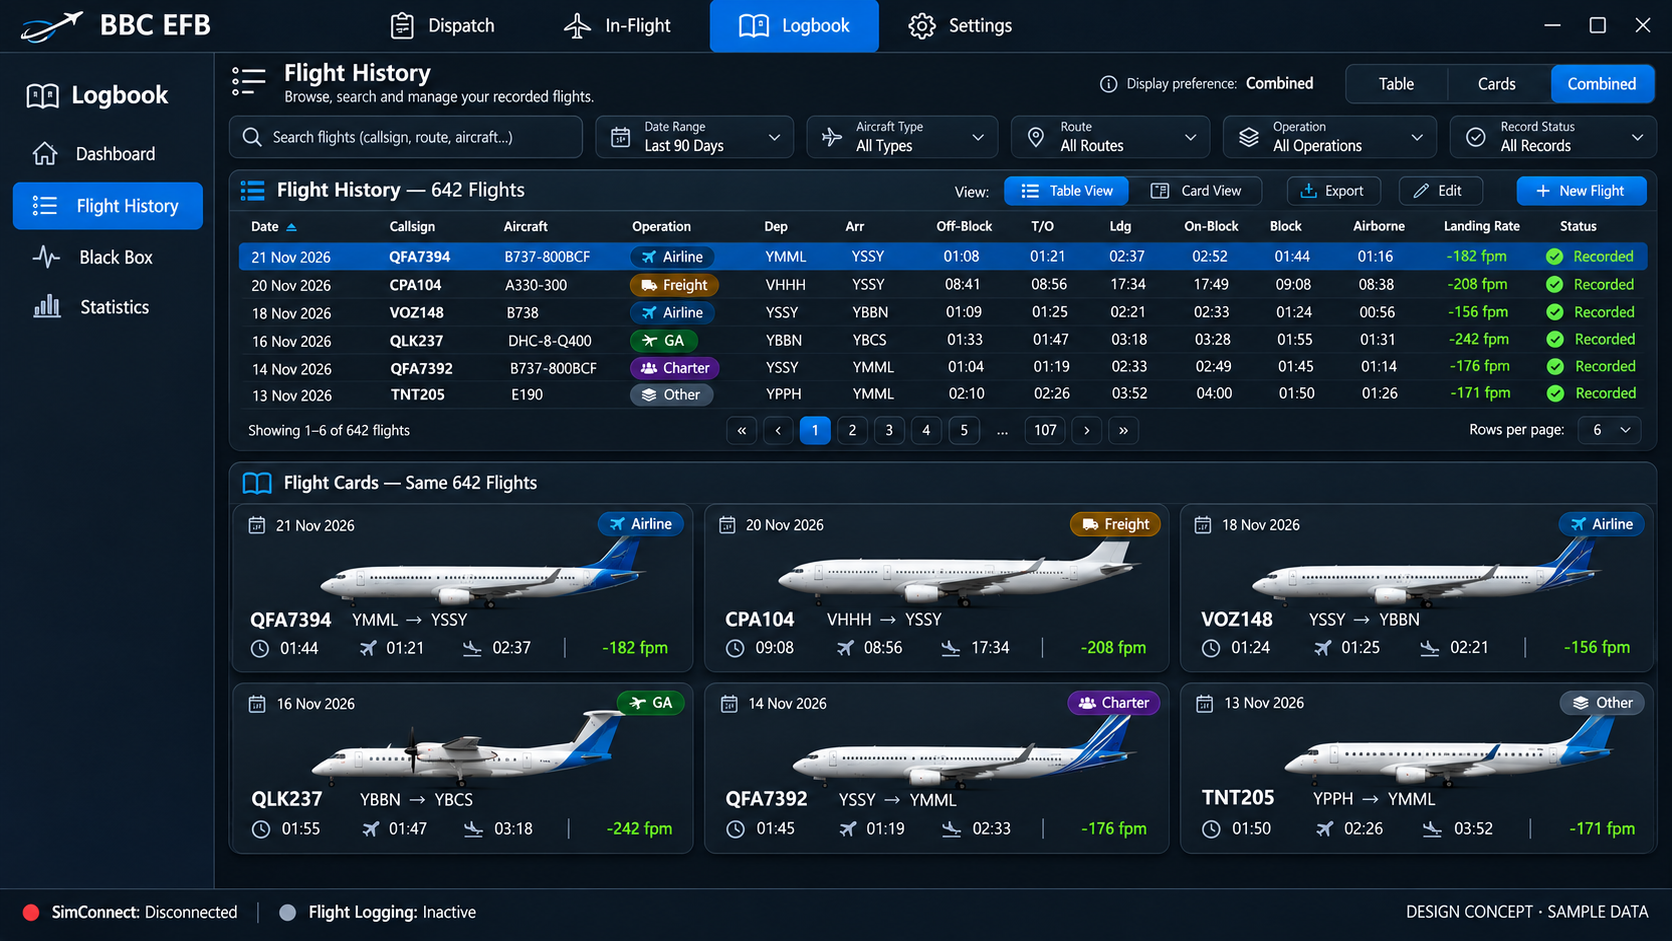 BBC EFB
Dispatch
In-Flight
Logbook
Settings
Logbook
Dashboard
Flight History
Black Box
Statistics
Flight History
Browse, search and manage your recorded flights.
Display preference: Combined
Table
Cards
Combined
Search flights (callsign, route, aircraft...)
Date Range
Last 90 Days
Aircraft Type
All Types
Route
All Routes
Operation
All Operations
Record Status
All Records
Flight History — 642 Flights
View:
Table View
Card View
Export
Edit
+ New Flight
Date Callsign Aircraft Operation Dep Arr Off-Block T/O Ldg On-Block Block Airborne Landing Rate Status
21 Nov 2026 QFA7394 B737-800BCF Airline YMML YSSY 01:08 01:21 02:37 02:52 01:44 01:16 -182 fpm Recorded
20 Nov 2026 CPA104 A330-300 Freight VHHH YSSY 08:41 08:56 17:34 17:49 09:08 08:38 -208 fpm Recorded
18 Nov 2026 VOZ148 B738 Airline YSSY YBBN 01:09 01:25 02:21 02:33 01:24 00:56 -156 fpm Recorded
16 Nov 2026 QLK237 DHC-8-Q400 GA YBBN YBCS 01:33 01:47 03:18 03:28 01:55 01:31 -242 fpm Recorded
14 Nov 2026 QFA7392 B737-800BCF Charter YSSY YMML 01:04 01:19 02:33 02:49 01:45 01:14 -176 fpm Recorded
13 Nov 2026 TNT205 E190 Other YPPH YMML 02:10 02:26 03:52 04:00 01:50 01:26 -171 fpm Recorded
Showing 1–6 of 642 flights
« ‹ 1 2 3 4 5 ... 107 › »
Rows per page: 6
Flight Cards — Same 642 Flights
21 Nov 2026 Airline
QFA7394 YMML → YSSY
01:44 01:21 02:37 -182 fpm
20 Nov 2026 Freight
CPA104 VHHH → YSSY
09:08 08:56 17:34 -208 fpm
18 Nov 2026 Airline
VOZ148 YSSY → YBBN
01:24 01:25 02:21 -156 fpm
16 Nov 2026 GA
QLK237 YBBN → YBCS
01:55 01:47 03:18 -242 fpm
14 Nov 2026 Charter
QFA7392 YSSY → YMML
01:45 01:19 02:33 -176 fpm
13 Nov 2026 Other
TNT205 YPPH → YMML
01:50 02:26 03:52 -171 fpm
SimConnect: Disconnected
Flight Logging: Inactive
DESIGN CONCEPT · SAMPLE DATA